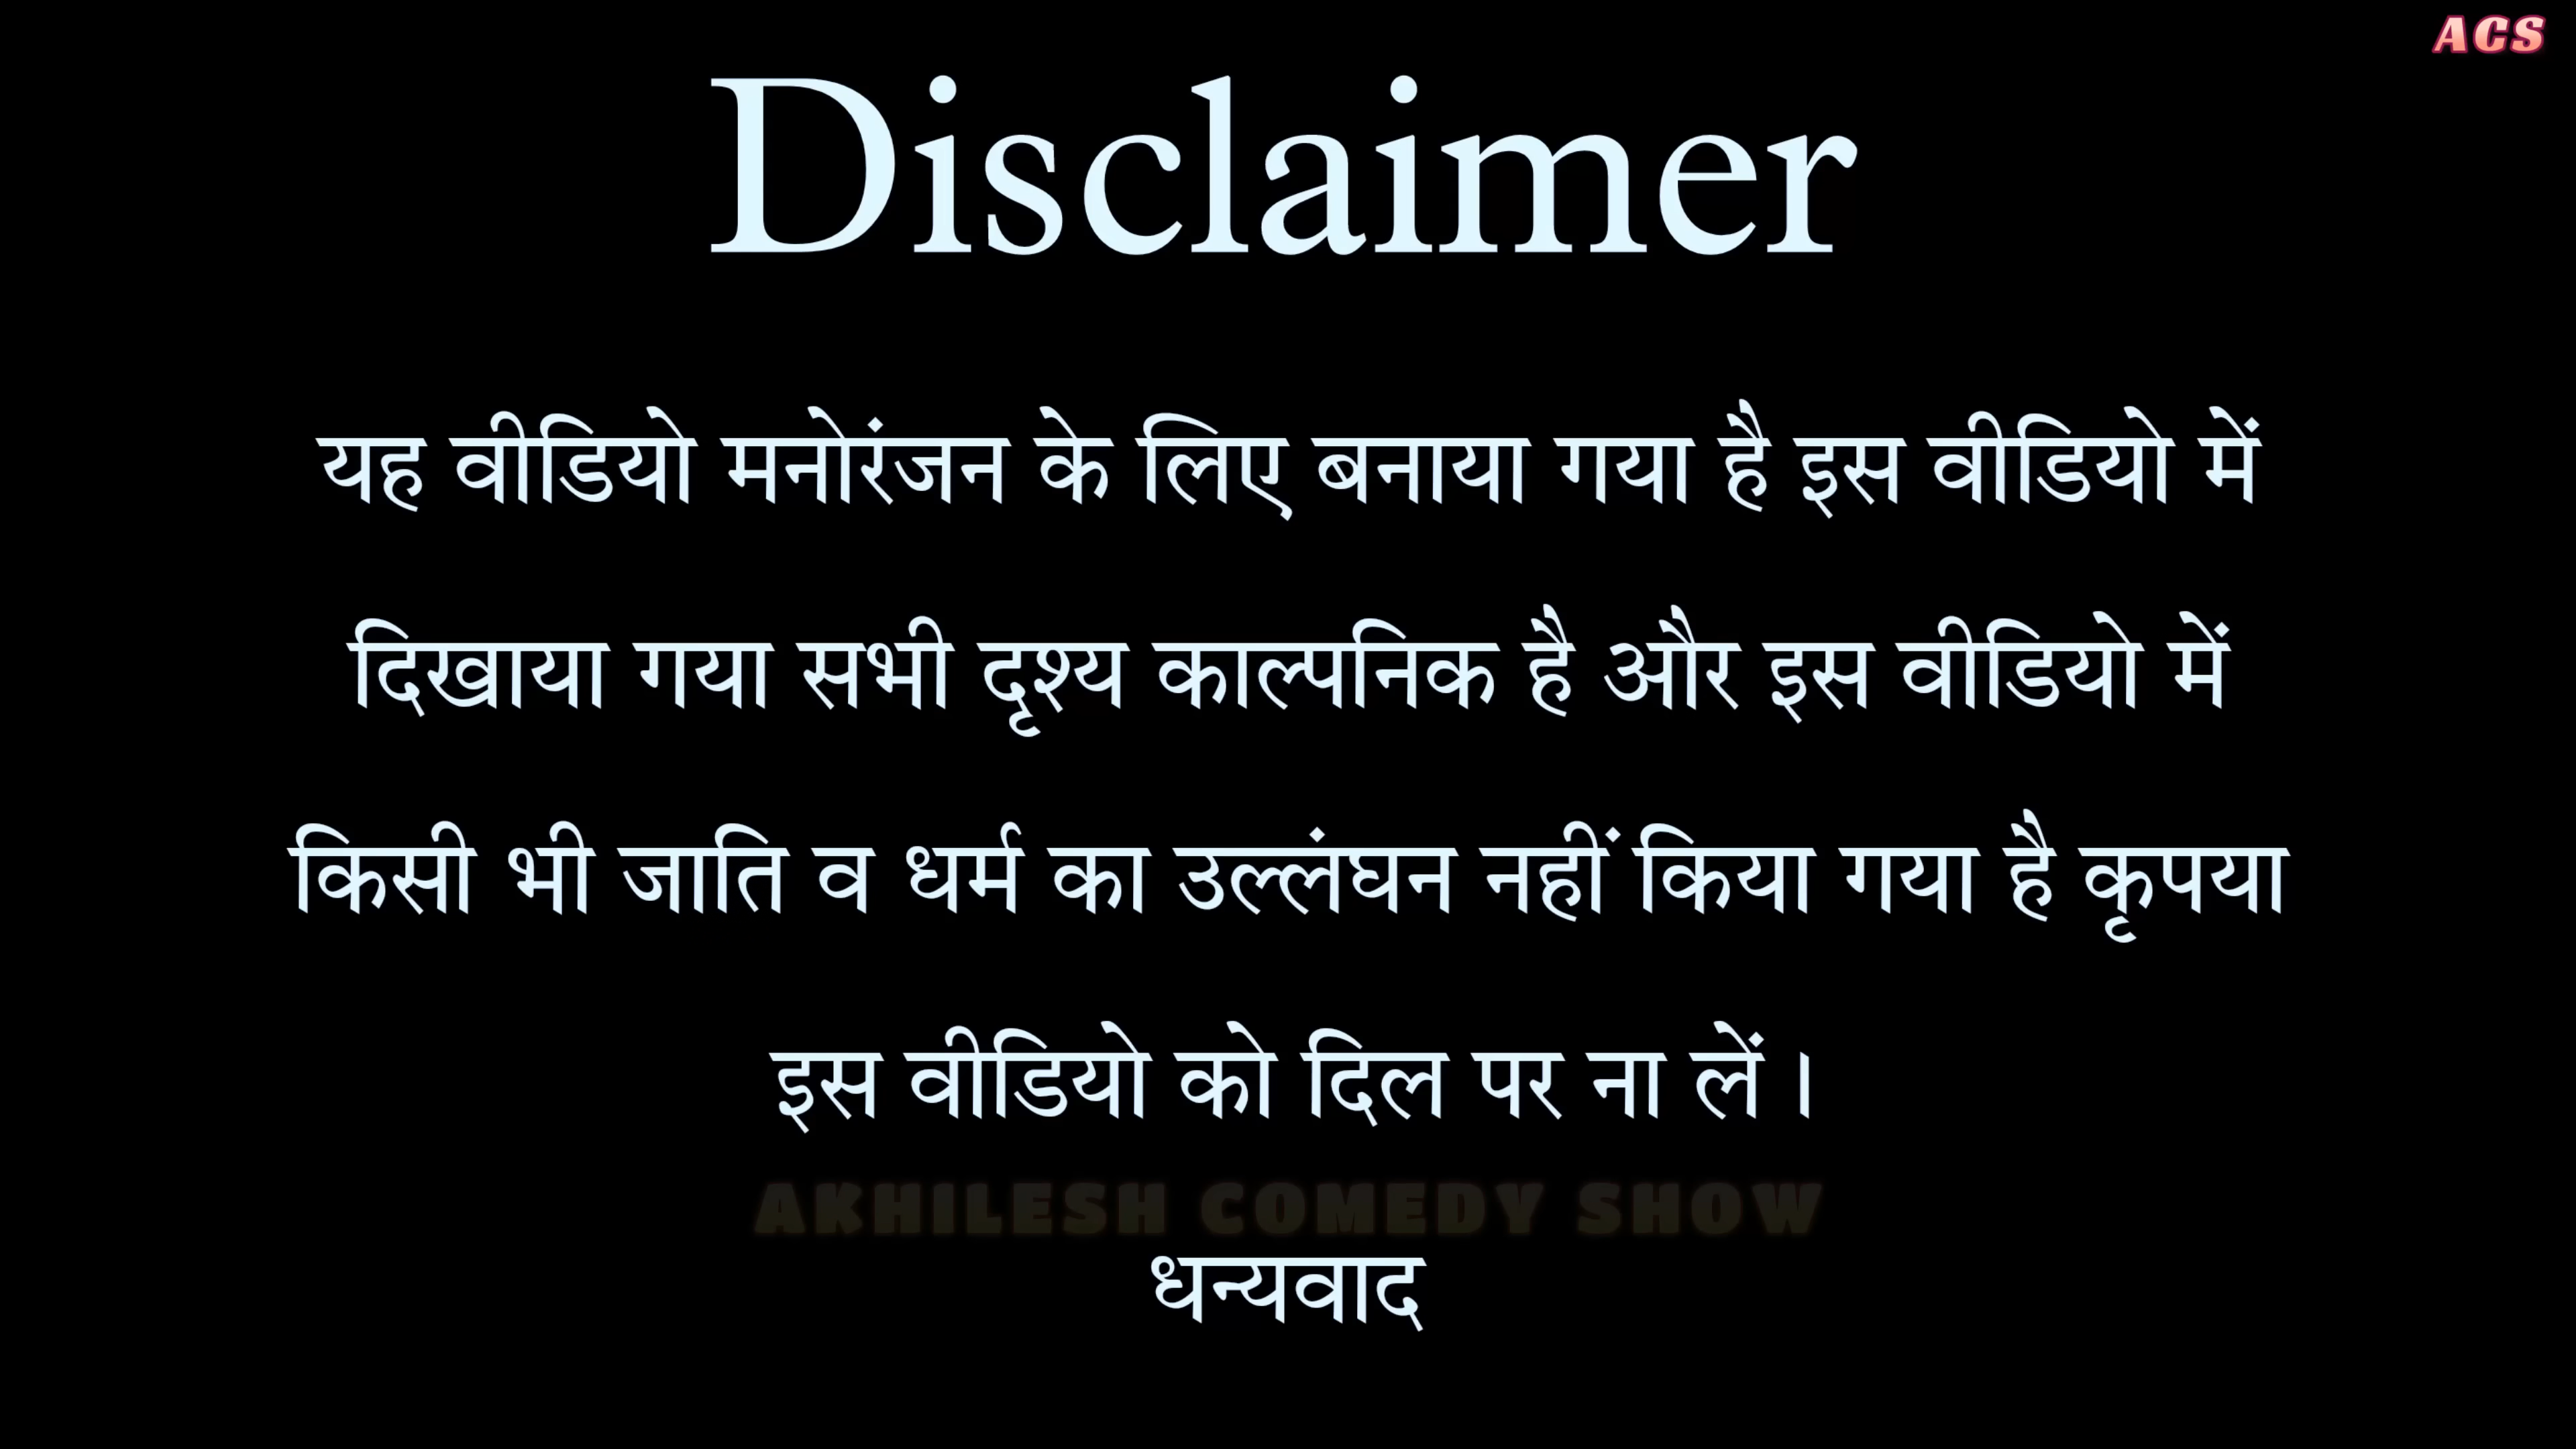 ACS
Disclaimer
यह वीडियो मनोरंजन के लिए बनाया गया है इस वीडियो में
दिखाया गया सभी दृश्य काल्पनिक है और इस वीडियो में
किसी भी जाति व धर्म का उल्लंघन नहीं किया गया है कृपया
इस वीडियो को दिल पर ना लें।
AKHILESH COMEDY SHOW
धन्यवाद